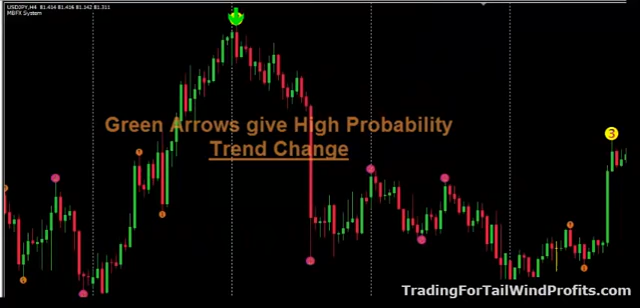 USDJPY,H4 81.414 81.416 81.142 81.311
MBFX System
Green Arrows give High Probability
Trend Change
3
TradingForTailWindProfits.com